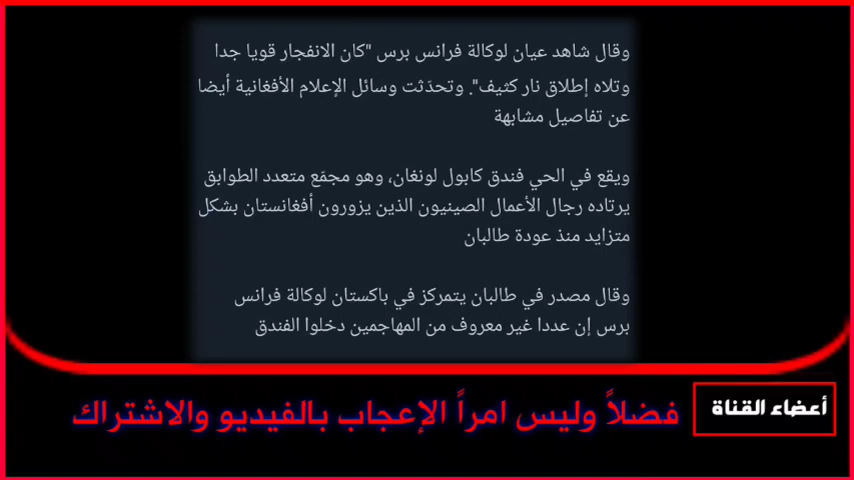 وقال شاهد عيان لوكالة فرانس برس "كان الانفجار قويا جدا
وتلاه إطلاق نار كثيف". وتحدّثت وسائل الإعلام الأفغانية أيضا
عن تفاصيل مشابهة
ويقع في الحي فندق كابول لونغان، وهو مجمّع متعدد الطوابق
يرتاده رجال الأعمال الصينيون الذين يزورون أفغانستان بشكل
متزايد منذ عودة طالبان
وقال مصدر في طالبان يتمركز في باكستان لوكالة فرانس
برس إن عددا غير معروف من المهاجمين دخلوا الفندق
أعضاء القناة
فضلاً وليس امراً الإعجاب بالفيديو والاشتراك